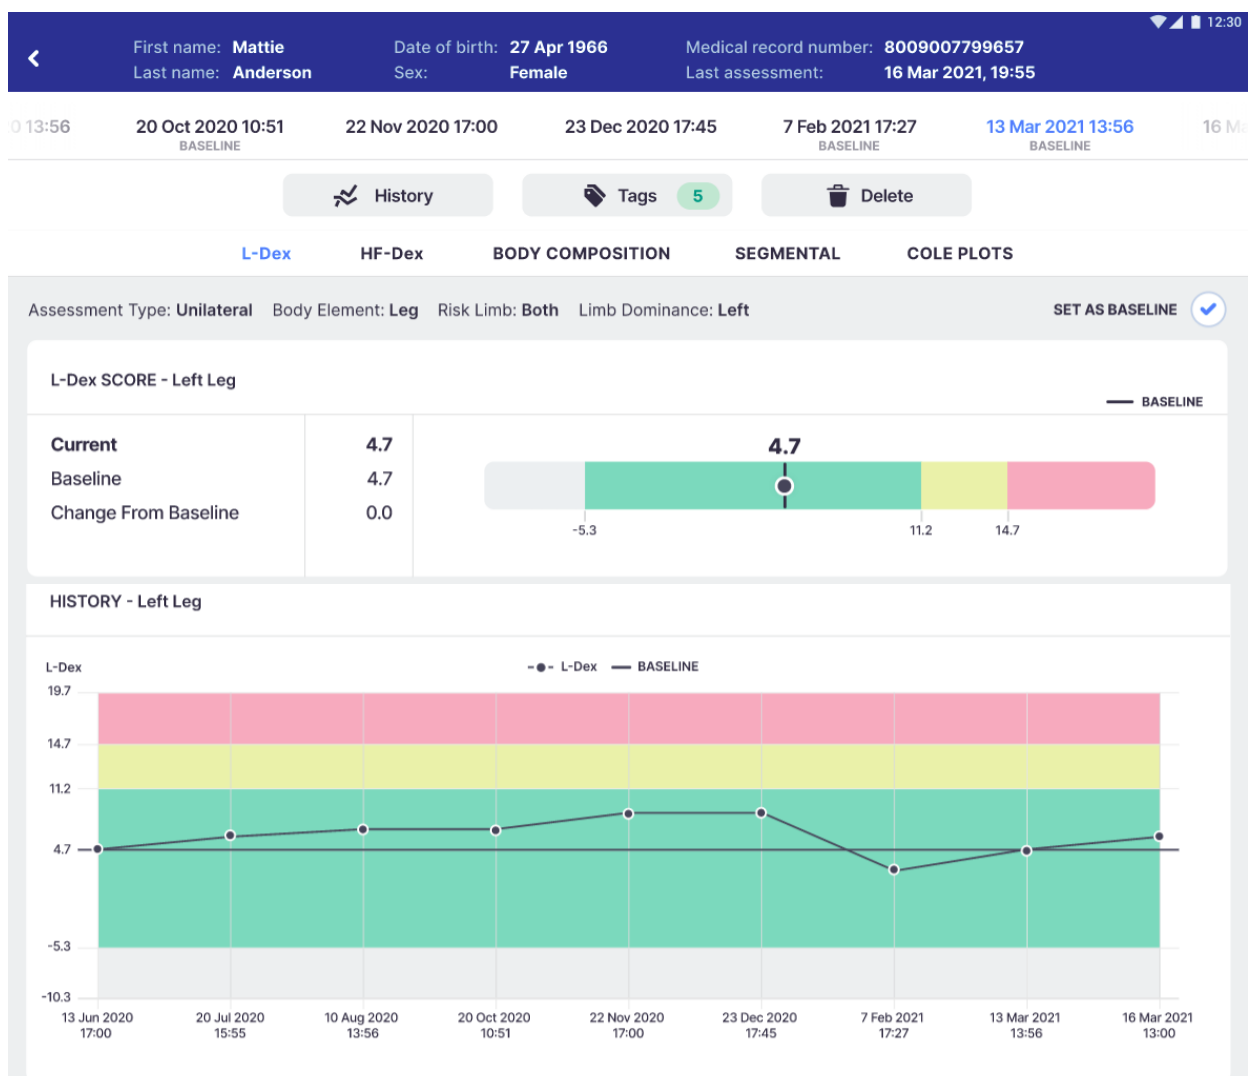 12:30
First name: Mattie Date of birth: 27 Apr 1966 Medical record number: 8009007799657
Last name: Anderson Sex: Female Last assessment: 16 Mar 2021, 19:55
0 13:56 20 Oct 2020 10:51 22 Nov 2020 17:00 23 Dec 2020 17:45 7 Feb 2021 17:27 13 Mar 2021 13:56 16 Ma
BASELINE BASELINE BASELINE
History Tags 5 Delete
L-Dex HF-Dex BODY COMPOSITION SEGMENTAL COLE PLOTS
Assessment Type: Unilateral Body Element: Leg Risk Limb: Both Limb Dominance: Left SET AS BASELINE
L-Dex SCORE - Left Leg
BASELINE
Current 4.7 4.7
Baseline 4.7
Change From Baseline 0.0
-5.3 11.2 14.7
HISTORY - Left Leg
L-Dex L-Dex BASELINE
19.7
14.7
11.2
4.7
-5.3
-10.3
13 Jun 2020 20 Jul 2020 10 Aug 2020 20 Oct 2020 22 Nov 2020 23 Dec 2020 7 Feb 2021 13 Mar 2021 16 Mar 2021
17:00 15:55 13:56 10:51 17:00 17:45 17:27 13:56 13:00